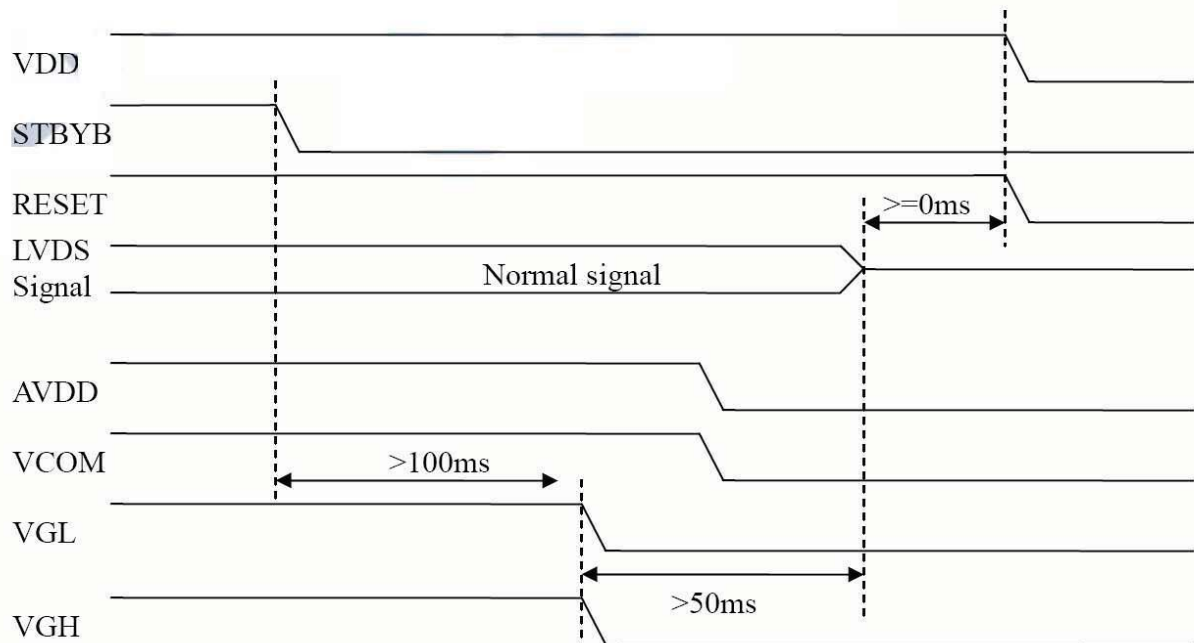 VDD
STBYB
RESET
>=0ms
LVDS
Signal
Normal signal
AVDD
VCOM
>100ms
VGL
>50ms
VGH